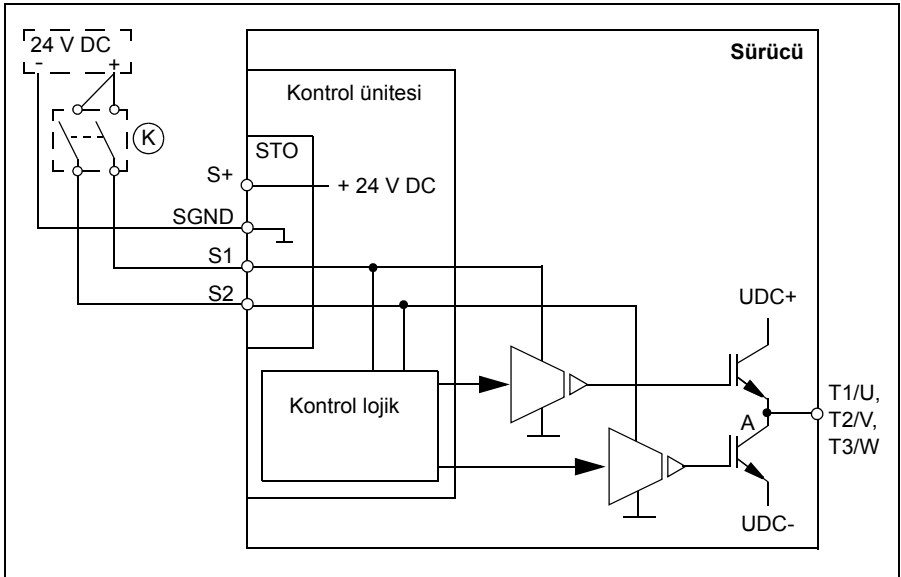 24 V DC
- +
Sürücü
Kontrol ünitesi
K
STO
S+
+ 24 V DC
SGND
S1
S2
UDC+
Kontrol lojik
A
T1/U,
T2/V,
T3/W
UDC-